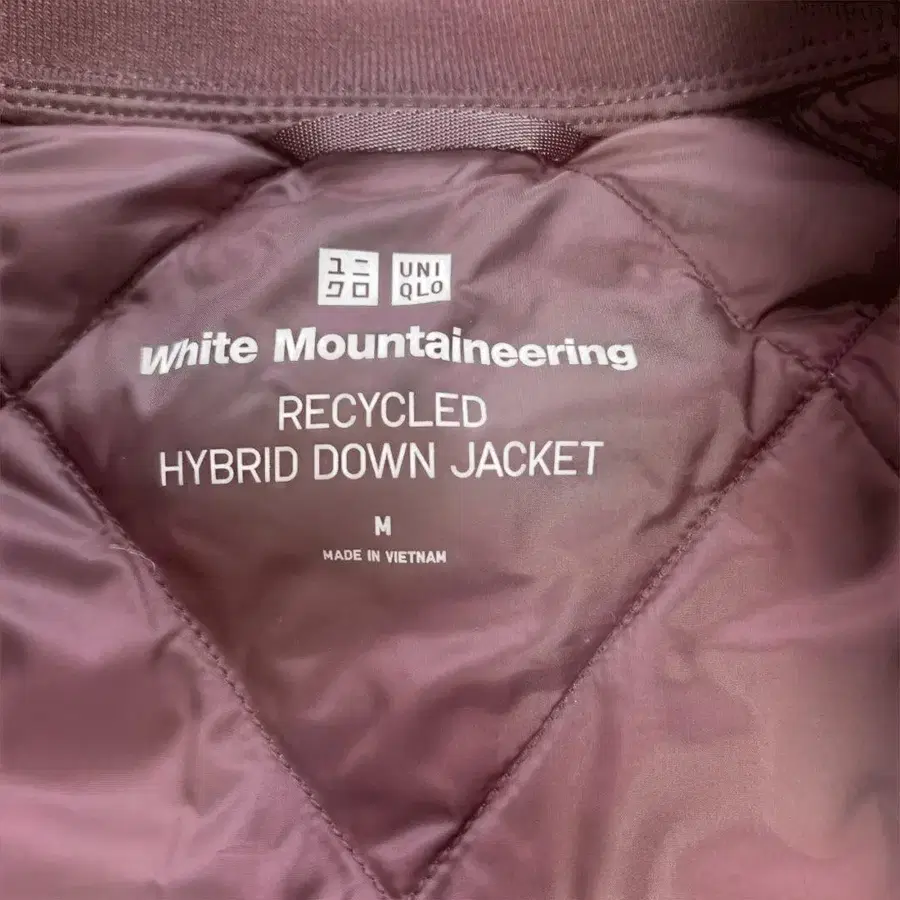 ユニ
クロ
UNI
QLO
White Mountaineering
RECYCLED
HYBRID DOWN JACKET
M
MADE IN VIETNAM